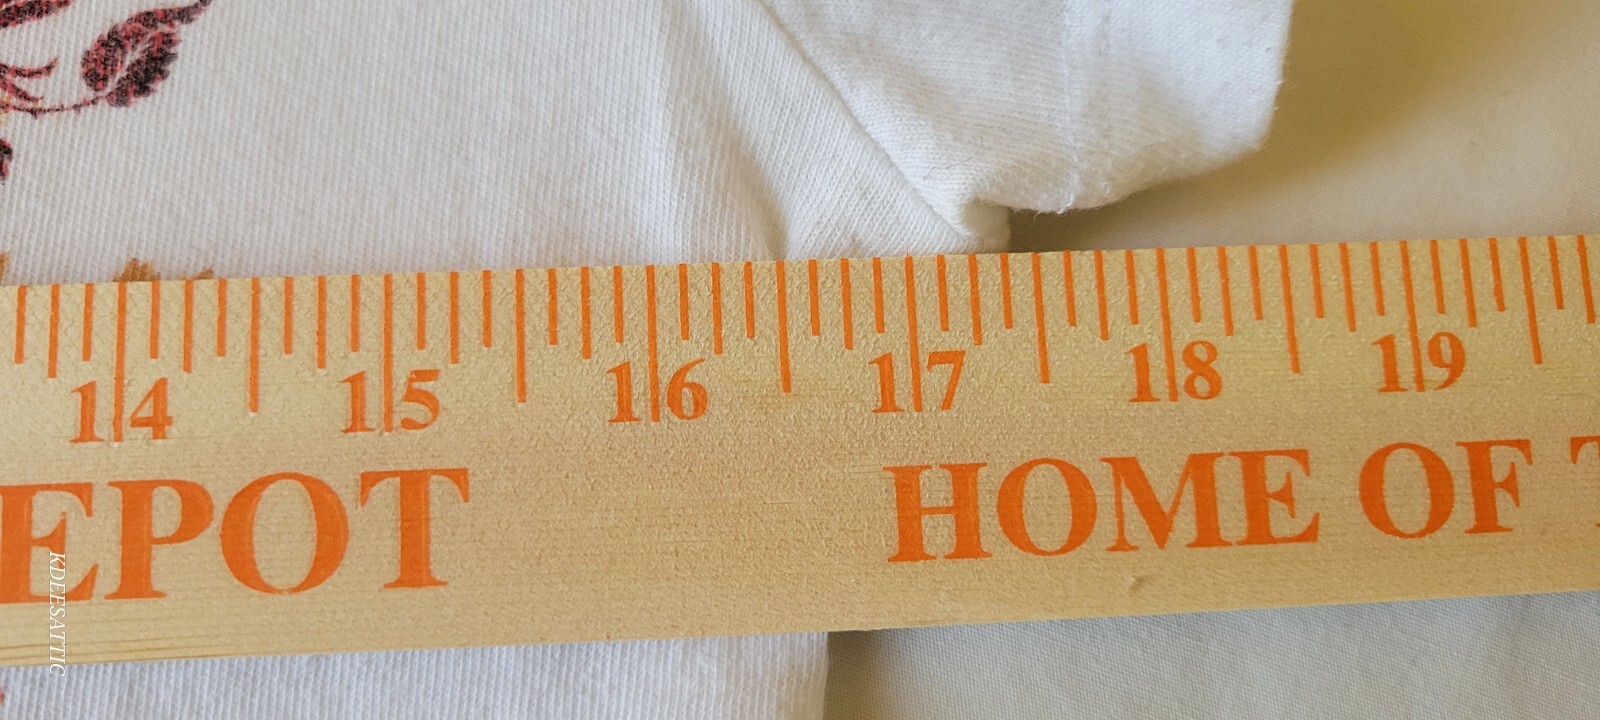 14 15 16 17 18 19
EPOT HOME OF
KDEESATTIC